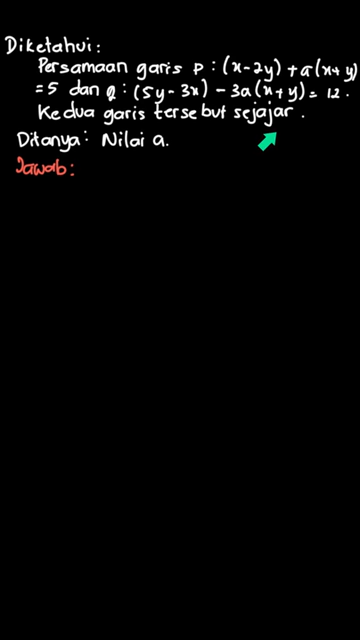 Diketahui:
Persamaan garis p: (x-2y) + a(x+y)
= 5 dan q: (5y - 3x) - 3a(x+y) = 12.
Kedua garis tersebut sejajar.
Ditanya: Nilai a.
Jawab: